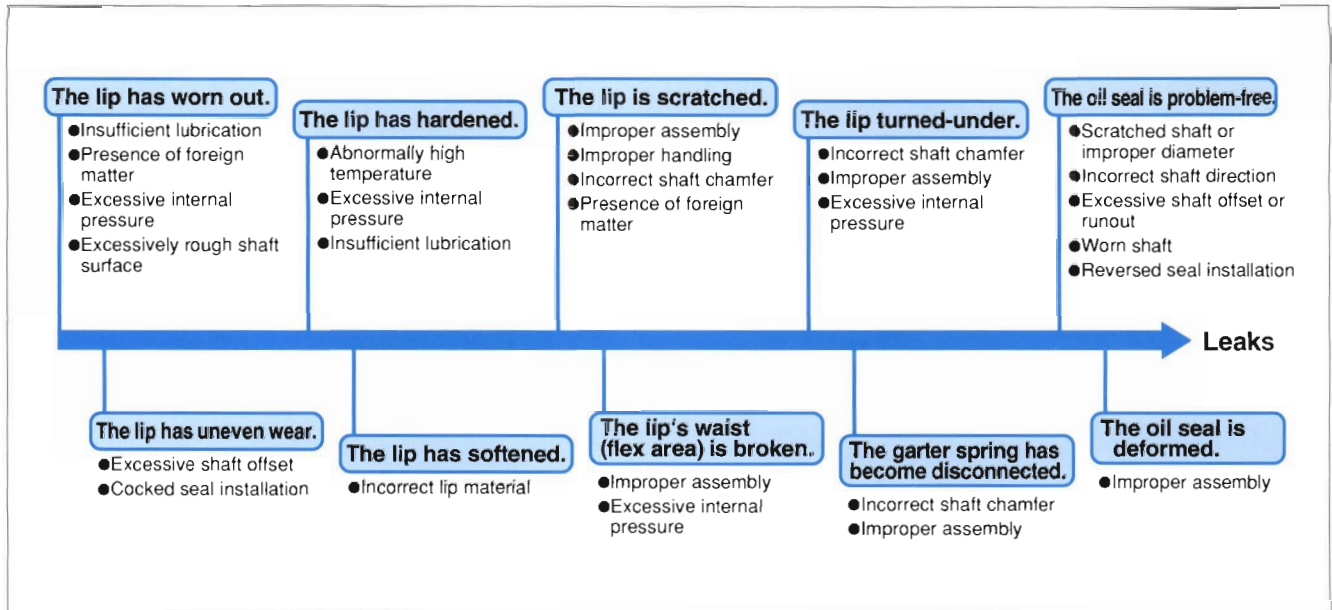 The lip has worn out.
●Insufficient lubrication
●Presence of foreign
matter
●Excessive internal
pressure
●Excessively rough shaft
surface
The lip has hardened.
●Abnormally high
temperature
●Excessive internal
pressure
●Insufficient lubrication
The lip is scratched.
●Improper assembly
●Improper handling
●Incorrect shaft chamfer
●Presence of foreign
matter
The lip turned-under.
●Incorrect shaft chamfer
●Improper assembly
●Excessive internal
pressure
The oil seal is problem-free.
●Scratched shaft or
improper diameter
●Incorrect shaft direction
●Excessive shaft offset or
runout
●Worn shaft
●Reversed seal installation
Leaks
The lip has uneven wear.
●Excessive shaft offset
●Cocked seal installation
The lip has softened.
●Incorrect lip material
The lip's waist
(flex area) is broken.
●Improper assembly
●Excessive internal
pressure
The garter spring has
become disconnected.
●Incorrect shaft chamfer
●Improper assembly
The oil seal is
deformed.
●Improper assembly